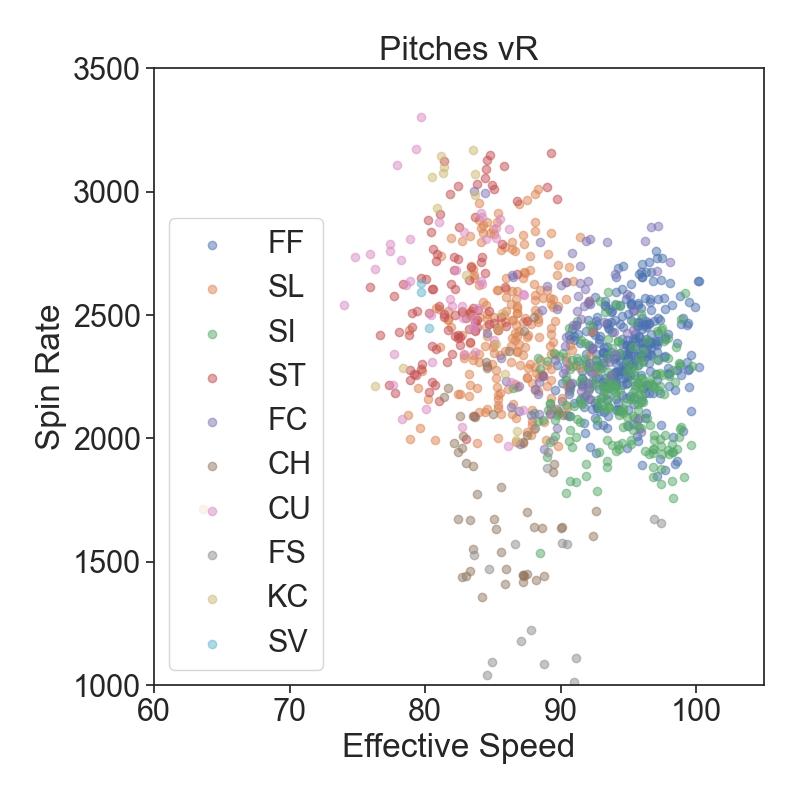 Pitches vR
3500
3000
2500
2000
1500
1000
Spin Rate
FF
SL
SI
ST
FC
CH
CU
FS
KC
SV
60 70 80 90 100
Effective Speed